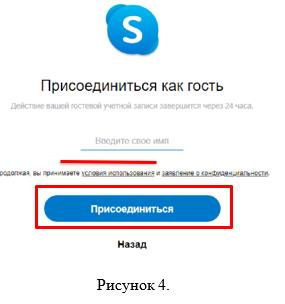 Присоединиться как гость
Действие вашей гостевой учетной записи завершится через 24 часа.
Введите свое имя
родолжая, вы принимаете условия использования и заявление о конфиденциальности.
Присоединиться
Назад
Рисунок 4.